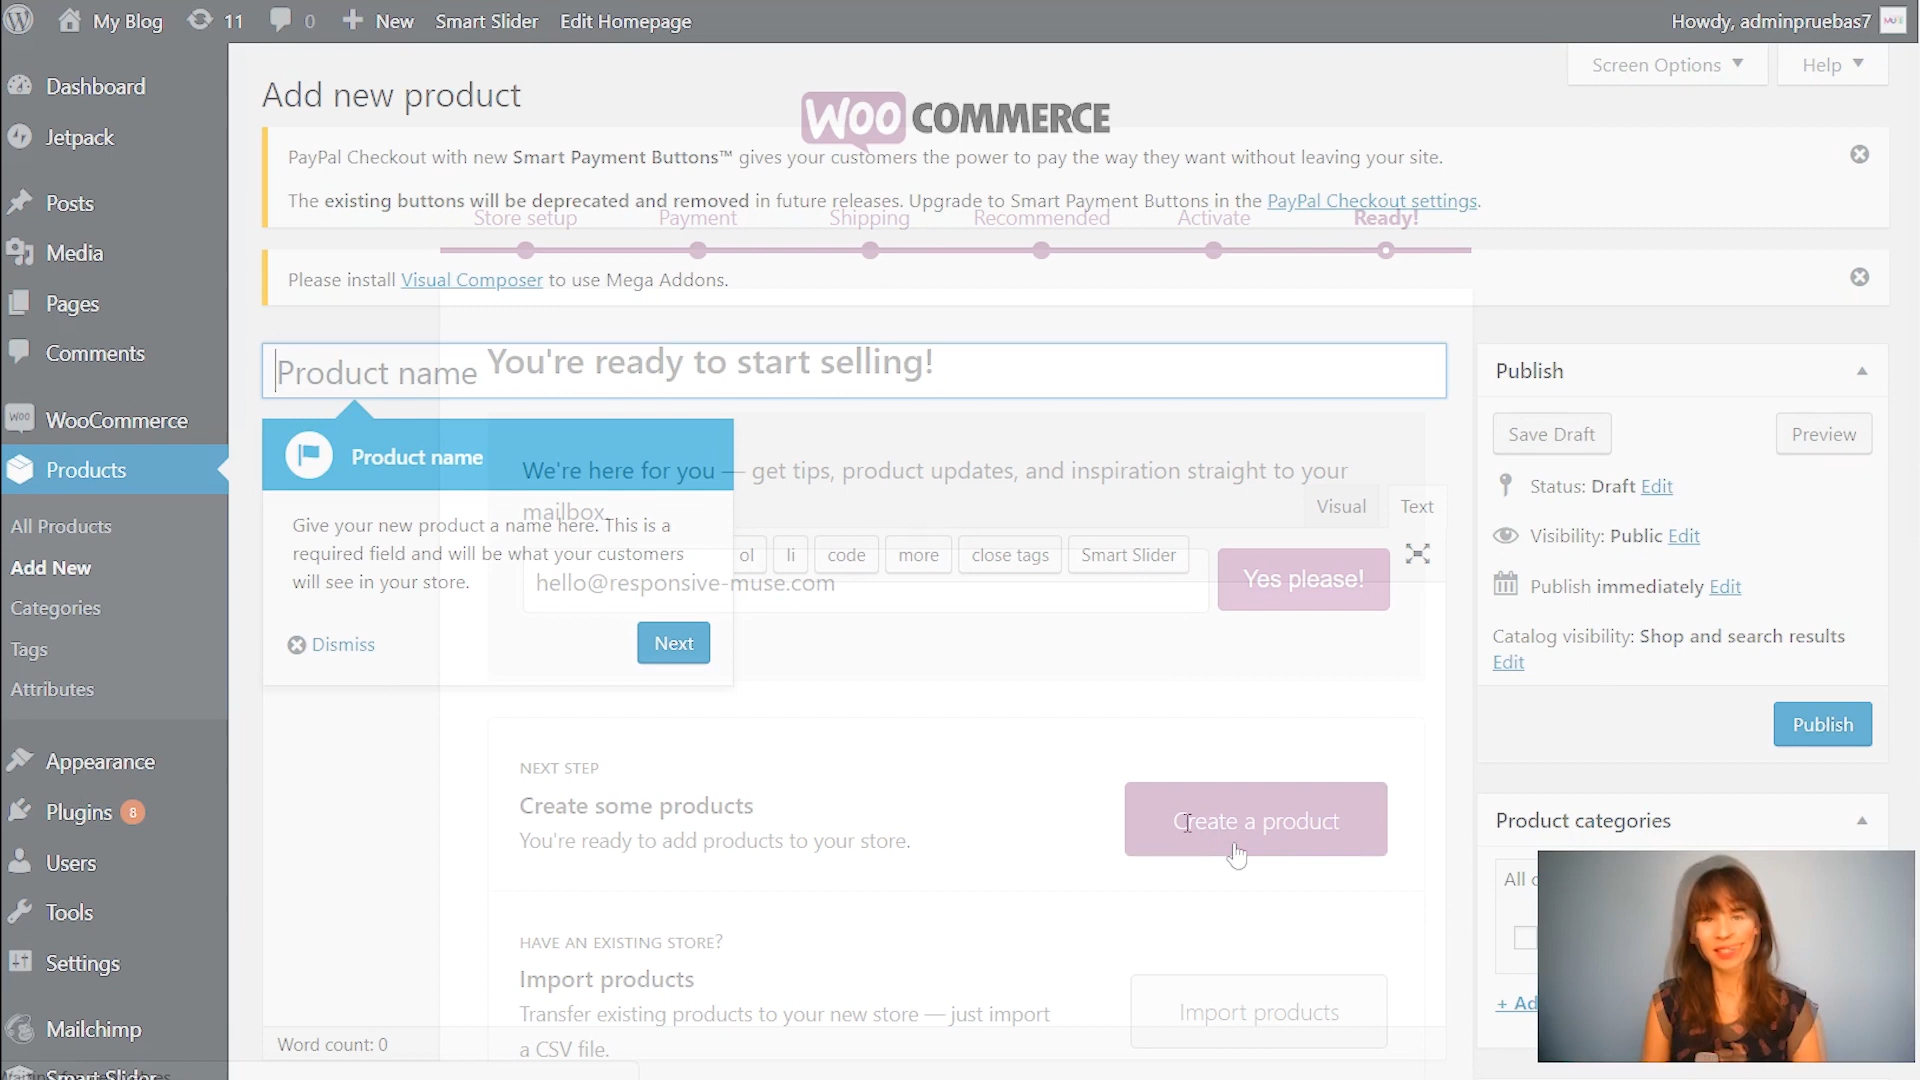 My Blog 11 0 New Smart Slider Edit Homepage Howdy, adminpruebas7
Dashboard
Jetpack
Posts
Media
Pages
Comments
WooCommerce
Products
All Products
Add New
Categories
Tags
Attributes
Appearance
Plugins 8
Users
Tools
Settings
Mailchimp
Smart Slider
Screen Options Help
Add new product
WOO COMMERCE
PayPal Checkout with new Smart Payment Buttons™ gives your customers the power to pay the way they want without leaving your site.
The existing buttons will be deprecated and removed in future releases. Upgrade to Smart Payment Buttons in the PayPal Checkout settings.
Store setup Payment Shipping Recommended Activate Ready!
Please install Visual Composer to use Mega Addons.
Product name
You're ready to start selling!
Product name
We're here for you — get tips, product updates, and inspiration straight to your
mailbox.
Give your new product a name here. This is a
required field and will be what your customers
will see in your store.
Dismiss Next
Visual Text
ol li code more close tags Smart Slider
hello@responsive-muse.com Yes please!
NEXT STEP
Create some products
You're ready to add products to your store.
Create a product
HAVE AN EXISTING STORE?
Import products
Transfer existing products to your new store — just import
a CSV file.
Import products
Word count: 0
Publish
Save Draft Preview
Status: Draft Edit
Visibility: Public Edit
Publish immediately Edit
Catalog visibility: Shop and search results
Edit
Publish
Product categories
All
+